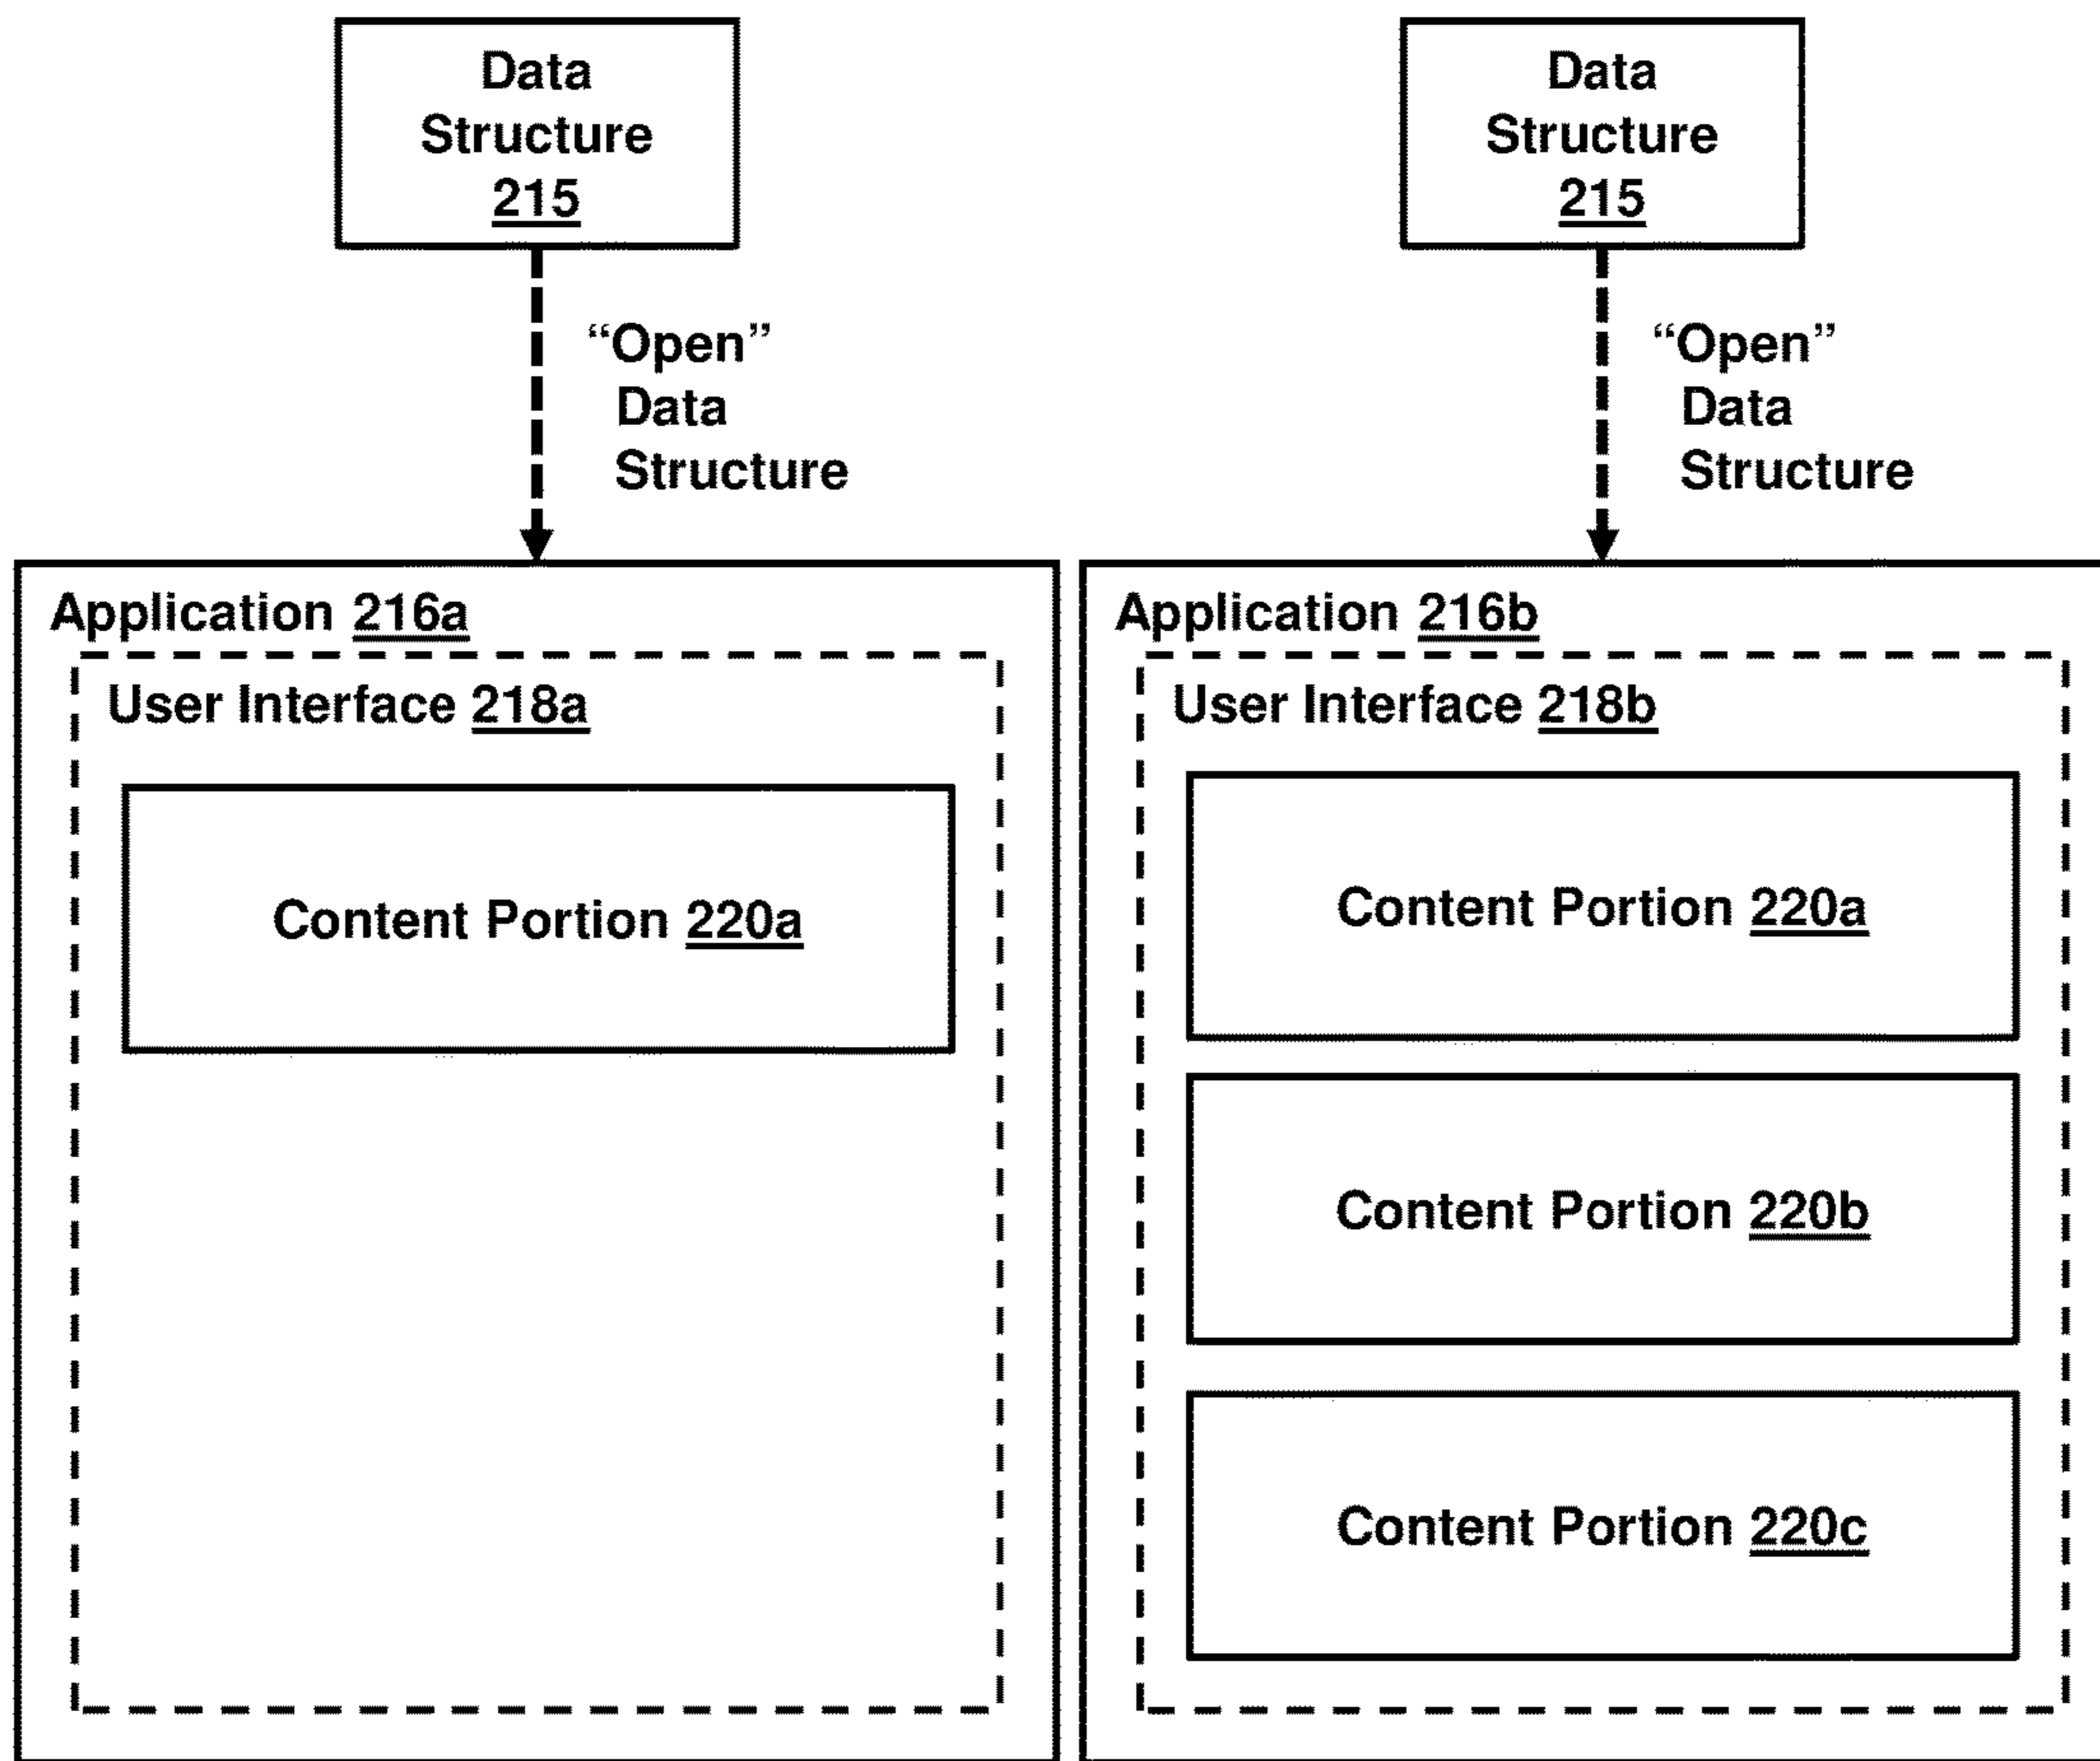 Data
Structure
215
"Open"
Data
Structure
Application 216a
User Interface 218a
Content Portion 220a
Data
Structure
215
“Open”
Data
Structure
Application 216b
User Interface 218b
Content Portion 220a
Content Portion 220b
Content Portion 220c